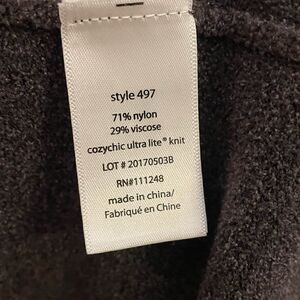 style 497
71% nylon
29% viscose
cozychic ultra lite® knit
LOT # 20170503B
RN#111248
made in china/
Fabriqué en Chine